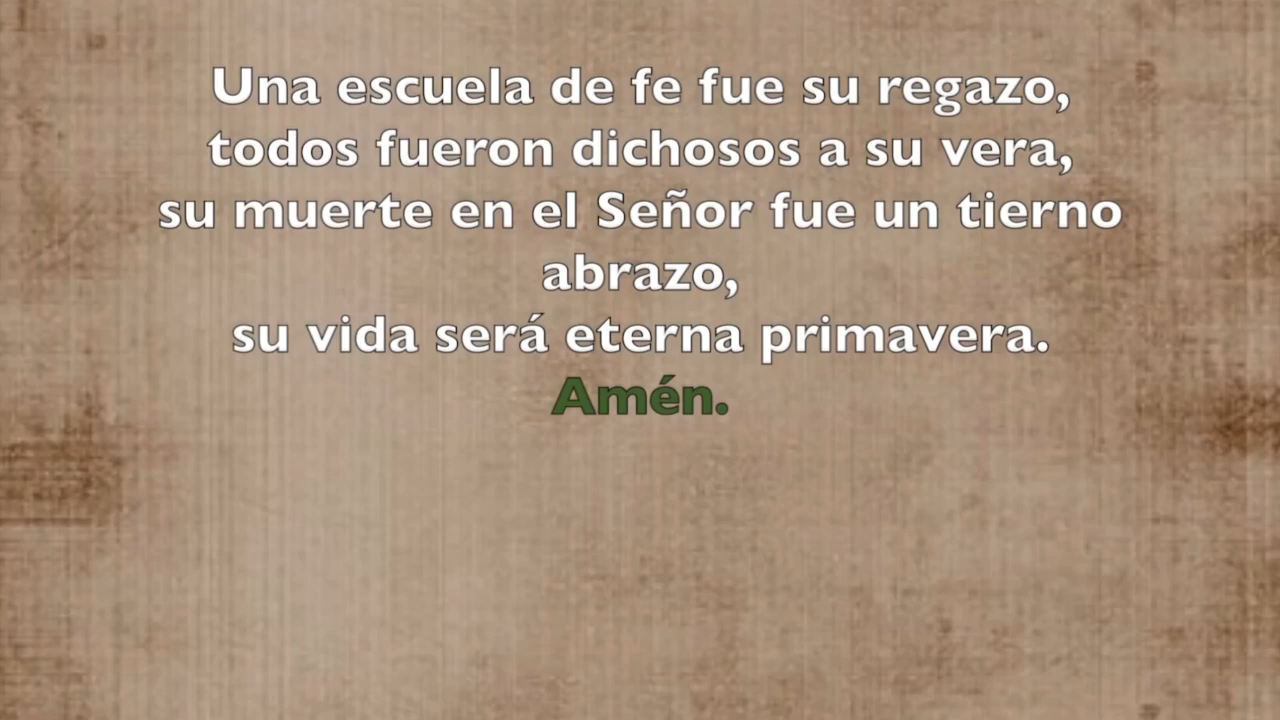 Una escuela de fe fue su regazo,
todos fueron dichosos a su vera,
su muerte en el Señor fue un tierno
abrazo,
su vida será eterna primavera.
Amén.